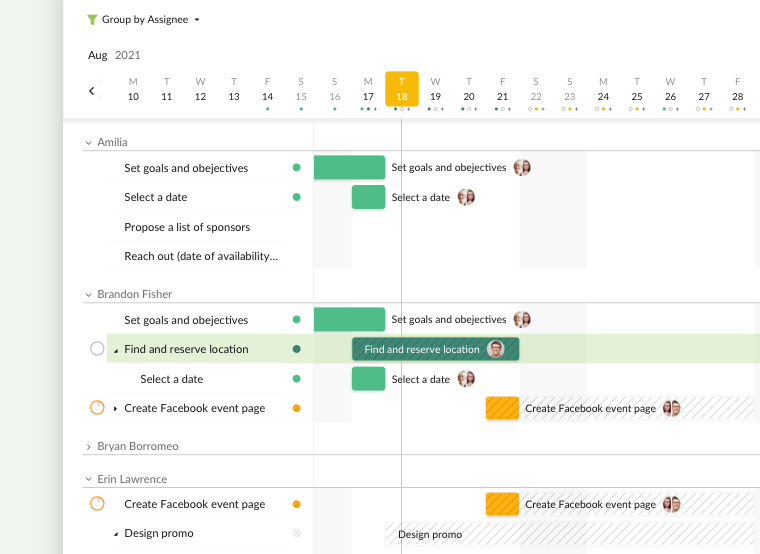 Group by Assignee
Aug 2021
M T W T F S S M T W T F S S M T W T F
10 11 12 13 14 15 16 17 18 19 20 21 22 23 24 25 26 27 28
Amilia
Set goals and obejectives Set goals and obejectives
Select a date Select a date
Propose a list of sponsors
Reach out (date of availability...
Brandon Fisher
Set goals and obejectives Set goals and obejectives
Find and reserve location Find and reserve location
Select a date Select a date
Create Facebook event page Create Facebook event page
Bryan Borromeo
Erin Lawrence
Create Facebook event page Create Facebook event page
Design promo Design promo